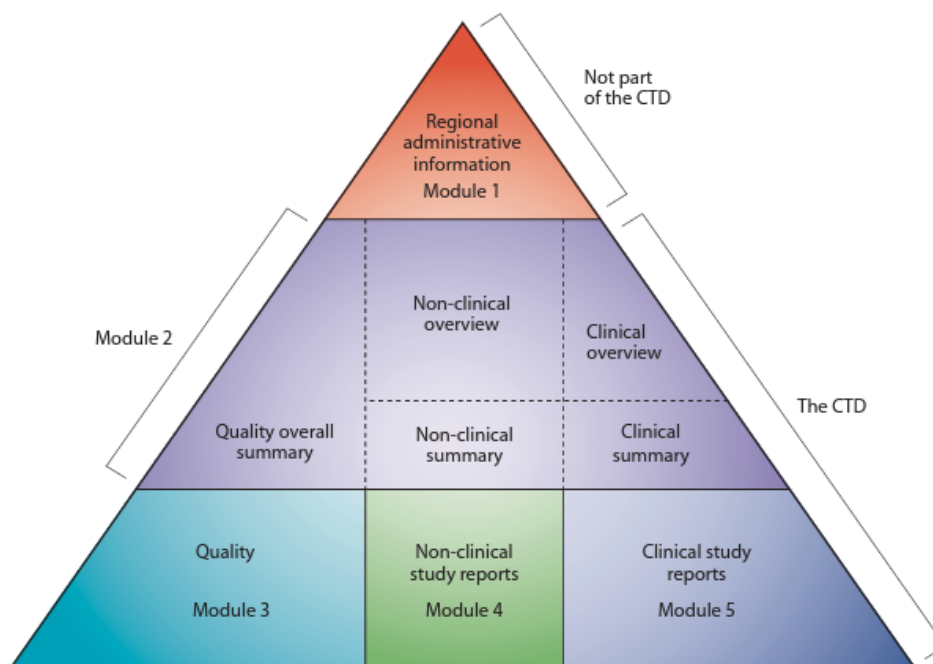 Not part
of the CTD
Regional
administrative
information
Module 1
Module 2
Non-clinical
overview
Clinical
overview
The CTD
Quality overall
summary
Non-clinical
summary
Clinical
summary
Quality
Module 3
Non-clinical
study reports
Module 4
Clinical study
reports
Module 5